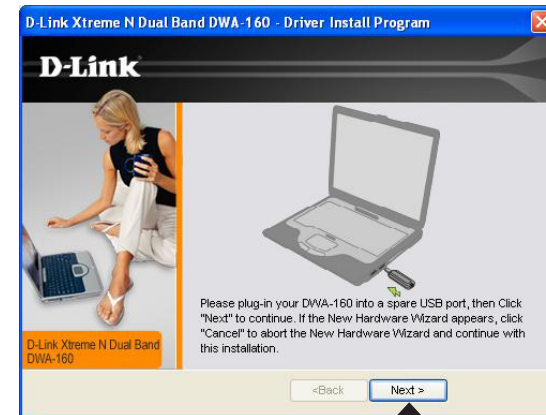 D-Link Xtreme N Dual Band DWA-160 - Driver Install Program
D-Link
Please plug-in your DWA-160 into a spare USB port, then Click
"Next" to continue. If the New Hardware Wizard appears, click
"Cancel" to abort the New Hardware Wizard and continue with
this installation.
D-Link Xtreme N Dual Band
DWA-160
<Back Next >